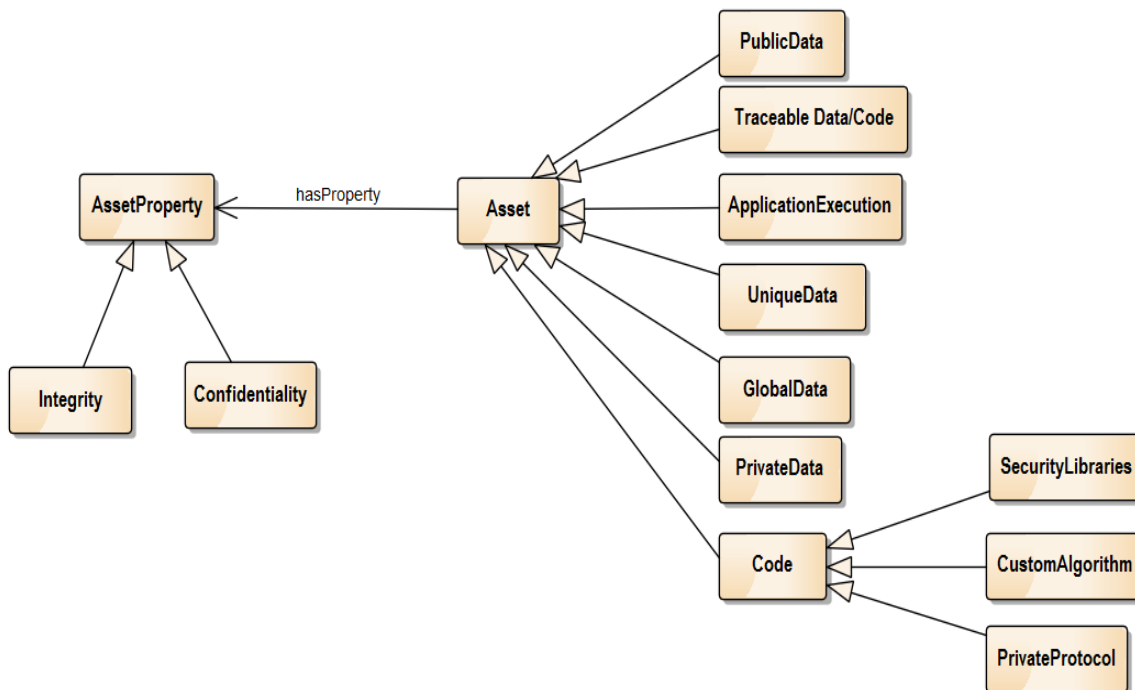 PublicData
Traceable Data/Code
AssetProperty
hasProperty
Asset
ApplicationExecution
UniqueData
Integrity
Confidentiality
GlobalData
PrivateData
SecurityLibraries
Code
CustomAlgorithm
PrivateProtocol